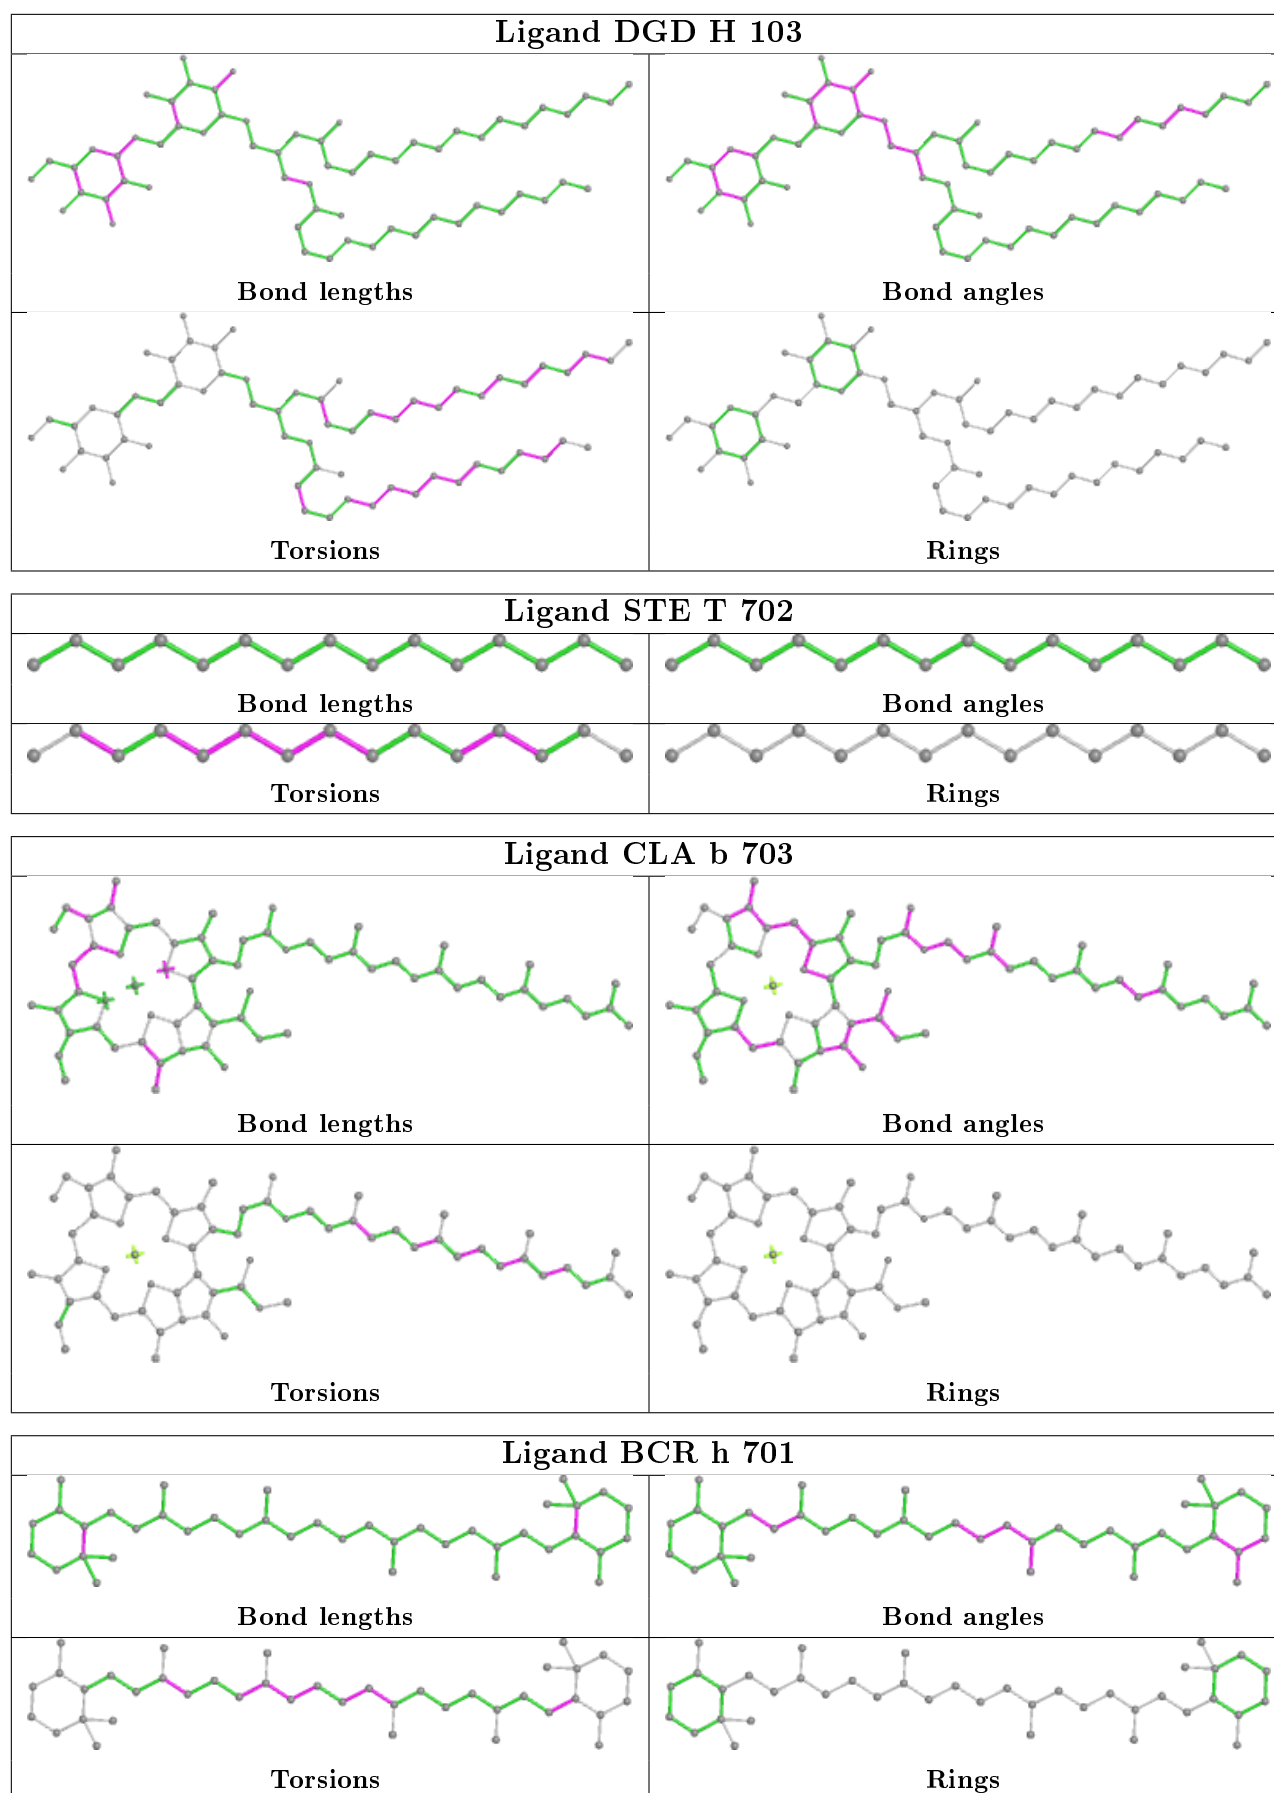 Ligand DGD H 103
Bond lengths
Bond angles
Torsions
Rings
Ligand STE T 702
Bond lengths
Bond angles
Torsions
Rings
Ligand CLA b 703
Bond lengths
Bond angles
Torsions
Rings
Ligand BCR h 701
Bond lengths
Bond angles
Torsions
Rings